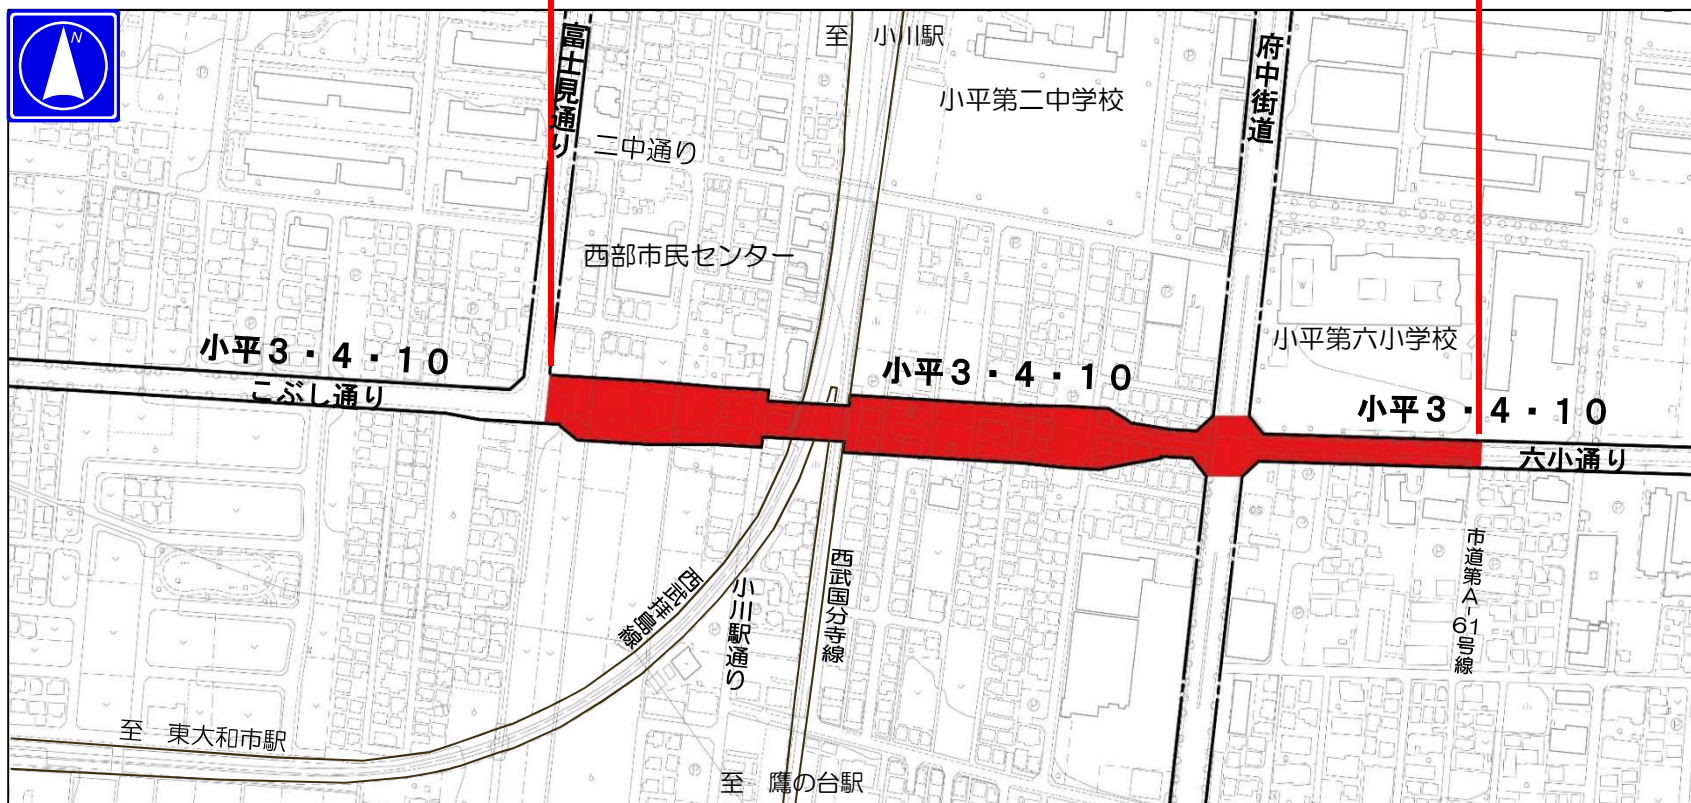 N
至 小川駅
富士見通り
府中街道
小平第二中学校
二中通り
西部市民センター
小平第六小学校
小平3・4・10
こぶし通り
小平3・4・10
小平3・4・10
六小通り
市道第A-61号線
西武国分寺線
西武拝島線
小川駅通り
至 東大和市駅
至 鷹の台駅